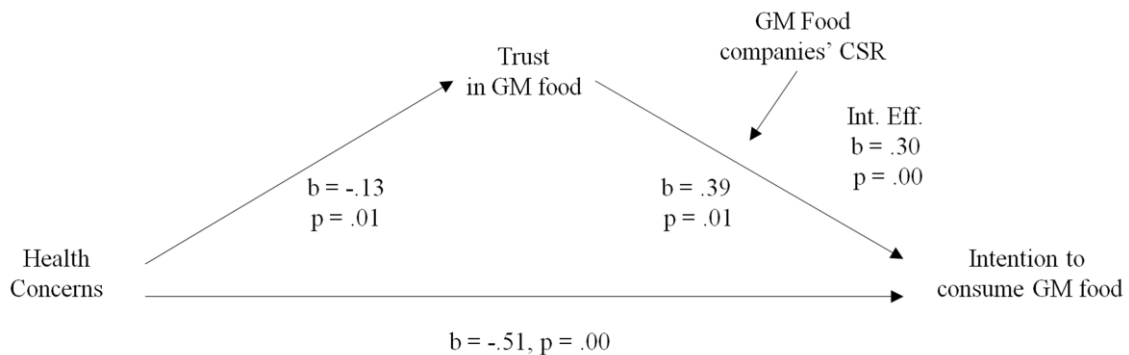 GM Food
companies’ CSR
Trust
in GM food
Int. Eff.
b = .30
p = .00
b = -.13
p = .01
b = .39
p = .01
Health
Concerns
Intention to
consume GM food
b = -.51, p = .00